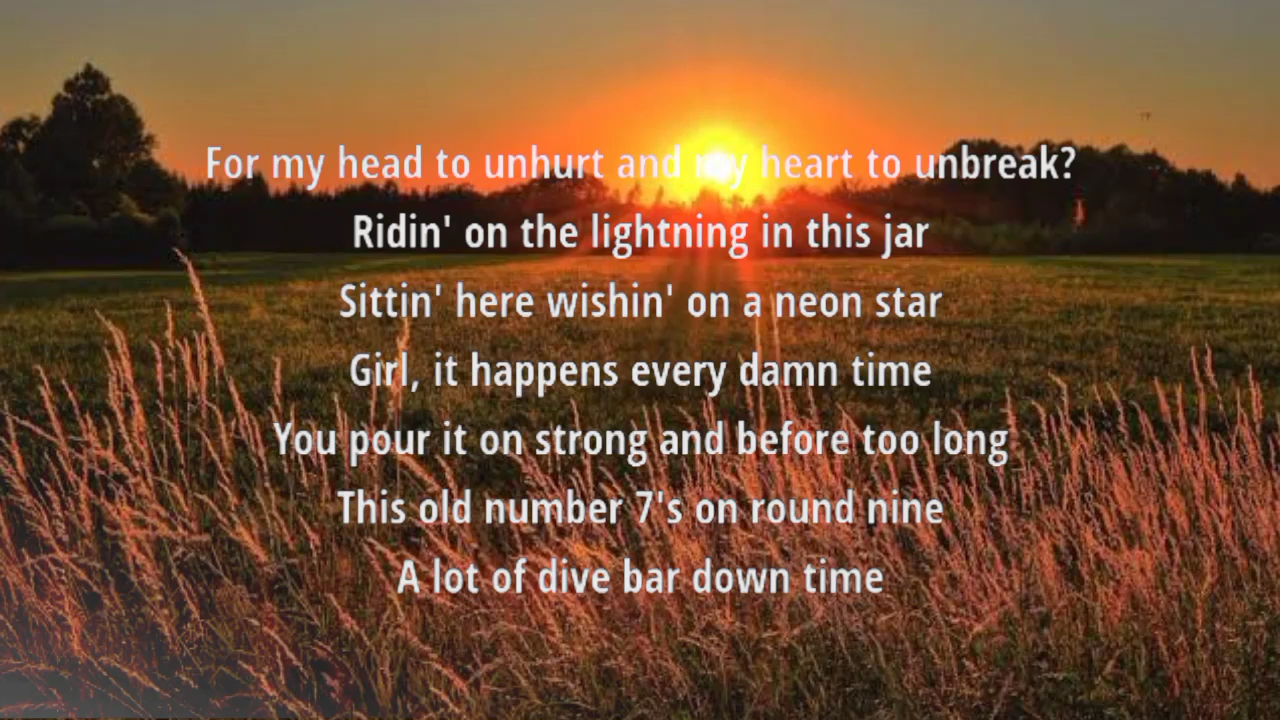 For my head to unhurt and my heart to unbreak?
Ridin' on the lightning in this jar
Sittin' here wishin' on a neon star
Girl, it happens every damn time
You pour it on strong and before too long
This old number 7's on round nine
A lot of dive bar down time